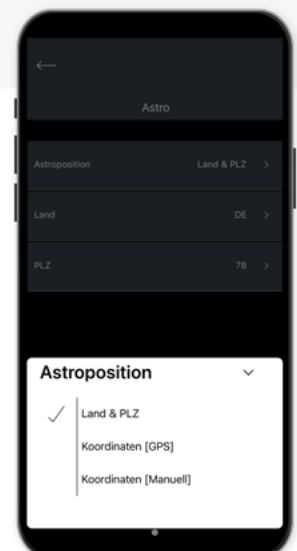 Astro
Astroposition Land & PLZ
Land DE
PLZ 78
Astroposition
Land & PLZ
Koordinaten [GPS]
Koordinaten [Manuell]